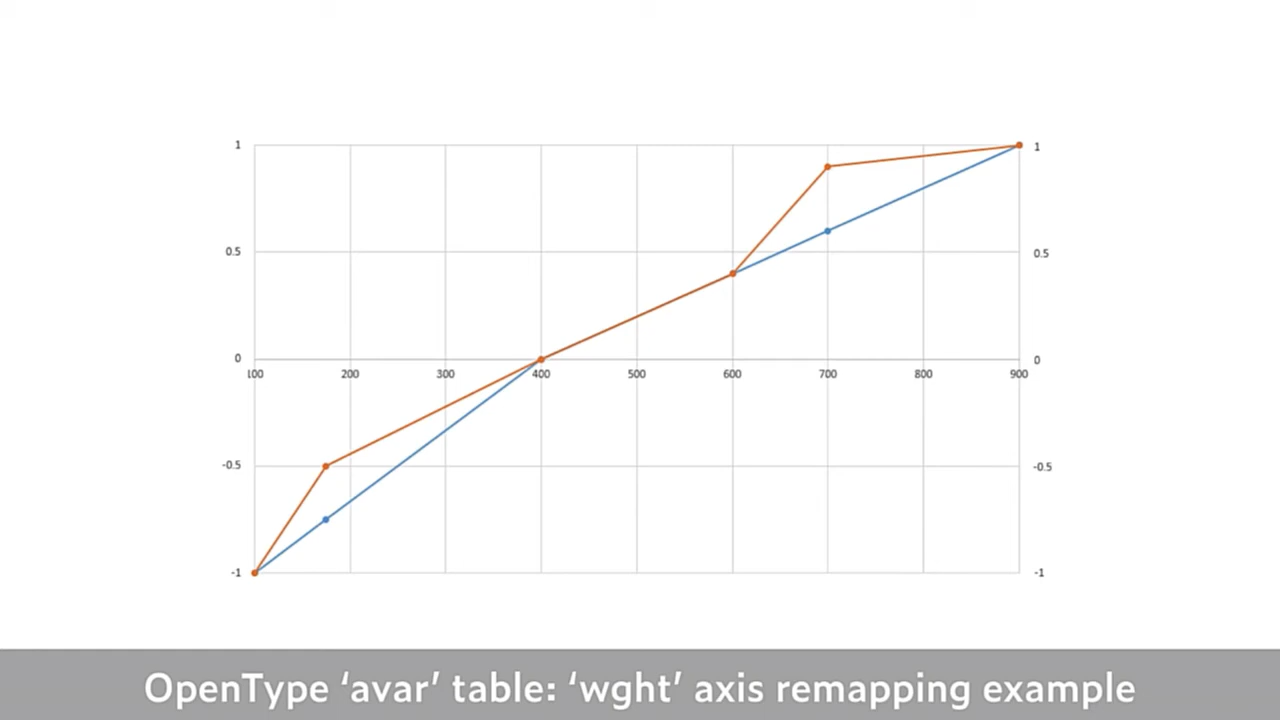 1 1
0.5 0.5
0 0
100 200 300 400 500 600 700 800 900
-0.5 -0.5
-1 -1
OpenType ‘avar’ table: ‘wght’ axis remapping example